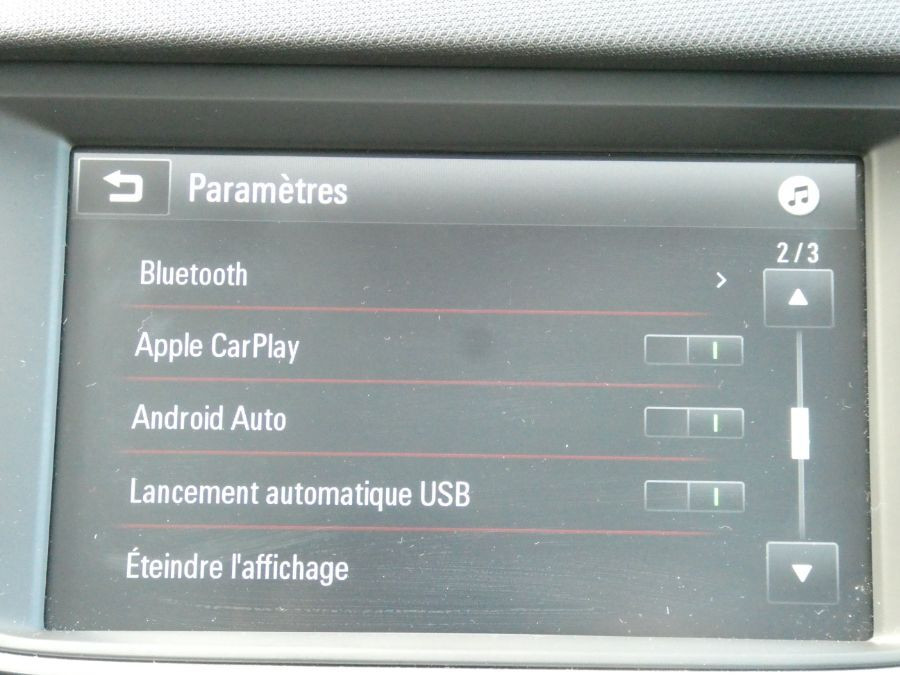 Paramètres
2/3
Bluetooth
Apple CarPlay
Android Auto
Lancement automatique USB
Éteindre l'affichage